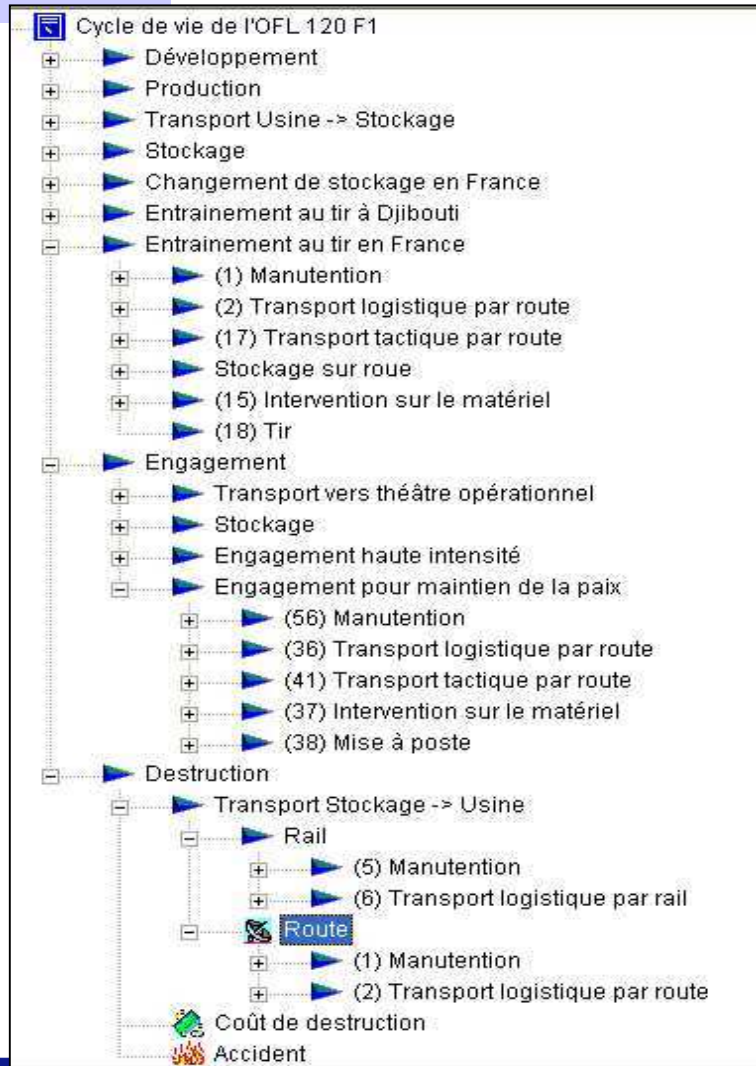 Cycle de vie de l'OFL 120 F1
Développement
Production
Transport Usine -> Stockage
Stockage
Changement de stockage en France
Entrainement au tir à Djibouti
Entrainement au tir en France
(1) Manutention
(2) Transport logistique par route
(17) Transport tactique par route
Stockage sur roue
(15) Intervention sur le matériel
(18) Tir
Engagement
Transport vers théâtre opérationnel
Stockage
Engagement haute intensité
Engagement pour maintien de la paix
(56) Manutention
(36) Transport logistique par route
(41) Transport tactique par route
(37) Intervention sur le matériel
(38) Mise à poste
Destruction
Transport Stockage -> Usine
Rail
(5) Manutention
(6) Transport logistique par rail
Route
(1) Manutention
(2) Transport logistique par route
Coût de destruction
Accident